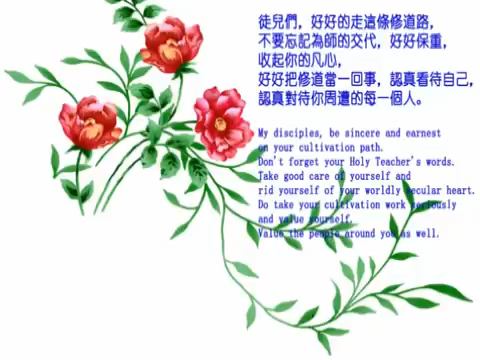 徒兒們，好好的走這條修道路，
不要忘記為師的交代，好好保重，
收起你的凡心，
好好把修道當一回事，認真看待自己，
認真對待你周遭的每一個人。
My disciples, be sincere and earnest
on your cultivation path.
Don't forget your Holy Teacher's words.
Take good care of yourself and
rid yourself of your worldly secular heart.
Do take your cultivation work seriously
and value yourself.
Value the people around you as well.